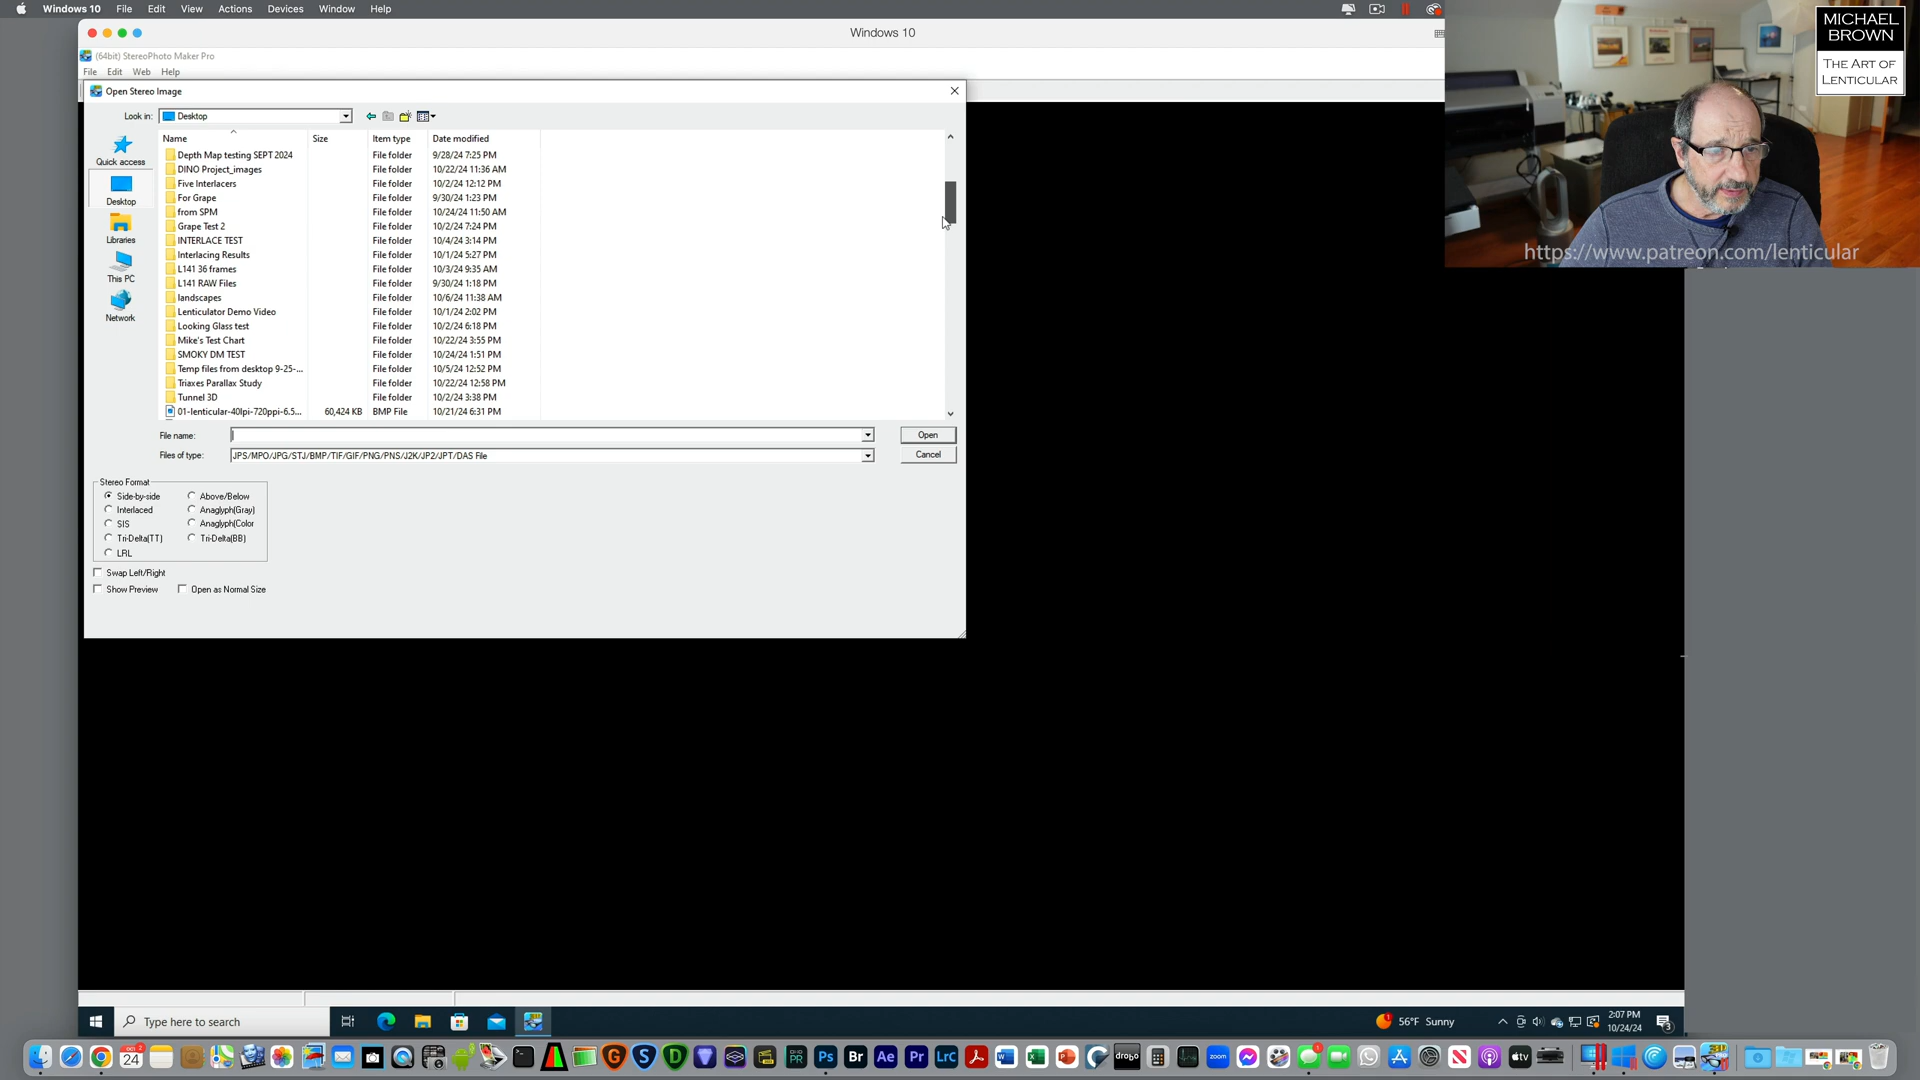 Windows 10 File Edit View Actions Devices Window Help
Windows 10
(64bit) StereoPhoto Maker Pro
File Edit Web Help
Open Stereo Image
Look in: Desktop
Name Size Item type Date modified
Depth Map testing SEPT 2024 File folder 9/28/24 7:25 PM
DINO Project_images File folder 10/22/24 11:36 AM
Five Interlacers File folder 10/2/24 12:12 PM
For Grape File folder 9/30/24 1:23 PM
from SPM File folder 10/24/24 11:50 AM
Grape Test 2 File folder 10/2/24 7:24 PM
INTERLACE TEST File folder 10/4/24 3:14 PM
Interlacing Results File folder 10/1/24 5:27 PM
L141 36 frames File folder 10/3/24 9:35 AM
L141 RAW Files File folder 9/30/24 1:18 PM
landscapes File folder 10/6/24 11:38 AM
Lenticulator Demo Video File folder 10/1/24 2:02 PM
Looking Glass test File folder 10/2/24 6:18 PM
Mike's Test Chart File folder 10/22/24 3:55 PM
SMOKY DM TEST File folder 10/24/24 1:51 PM
Temp files from desktop 9-25-... File folder 10/5/24 12:52 PM
Triaxes Parallax Study File folder 10/22/24 12:58 PM
Tunnel 3D File folder 10/2/24 3:38 PM
01-lenticular-40lpi-720ppi-6.5... 60,424 KB BMP File 10/21/24 6:31 PM
Quick access
Desktop
Libraries
This PC
Network
File name: Open
Files of type: JPS/MPO/JPG/STJ/BMP/TIF/GIF/PNG/PNS/J2K/JP2/JPT/DAS File Cancel
Stereo Format
Side-by-side Above/Below
Interlaced Anaglyph(Gray)
SIS Anaglyph(Color
Tri-Delta(TT) Tri-Delta(BB)
LRL
Swap Left/Right
Show Preview Open as Normal Size
MICHAEL
BROWN
THE ART OF
LENTICULAR
https://www.patreon.com/lenticular
Type here to search
56°F Sunny
2:07 PM
10/24/24
3
OCT
24
Ps Br Ae Pr LrC
drobo
zoom
tv